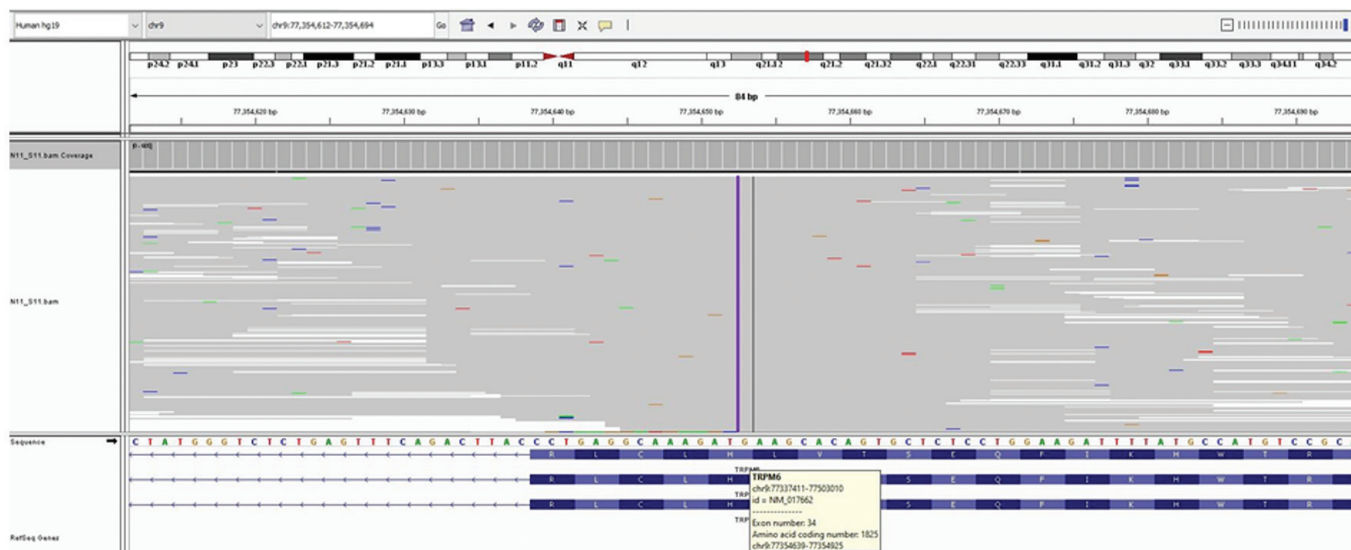 Human hg19 chr9 chr9:77,354,612-77,354,694 Go
p24.2 p24.1 p23 p22.3 p22.1 p21.3 p21.2 p21.1 p13.3 p13.1 p11.2 q11 q12 q13 q21.12 q21.2 q21.32 q22.1 q22.31 q22.33 q31.1 q31.2 q31.3 q32 q33.1 q33.2 q33.3 q34.11 q34.2
84 bp
77,354,620 bp 77,354,630 bp 77,354,640 bp 77,354,650 bp 77,354,660 bp 77,354,670 bp 77,354,680 bp 77,354,690 bp
N11_S11.bam Coverage
N11_S11.bam
Sequence C T A T G G G T C T C T G A G T T T C A G A C T T A C C C T G A G G C A A A G A T G A A G C A C A G T G C T C T C C T G G A A G A T T T T A T G C C A T G T C C G C
R L C L H L V T S E Q F I K H W T R
R L C L H S E Q F I K H W T R
R L C L H S E Q F I K H W T R
TRPM6
chr9:77337411-77503010
id = NM_017662
--------------
Exon number: 34
Amino acid coding number: 1825
chr9:77354639-77354925
RefSeq Genes